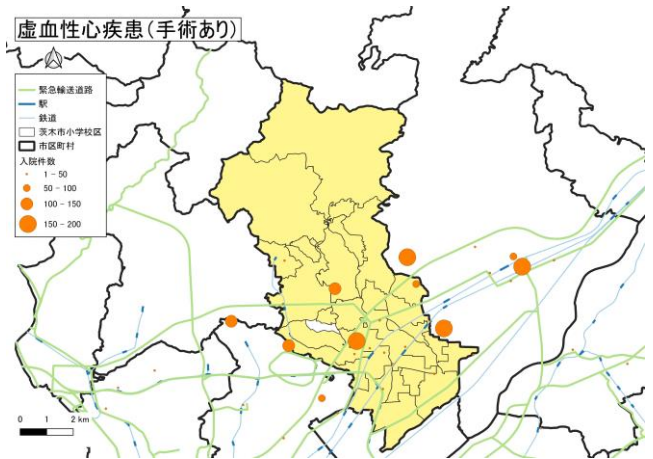 虚血性心疾患(手術あり)
緊急輸送道路
駅
鉄道
茨木市小学校区
市区町村
入院件数
1 - 50
50 - 100
100 - 150
150 - 200
0 1 2 km